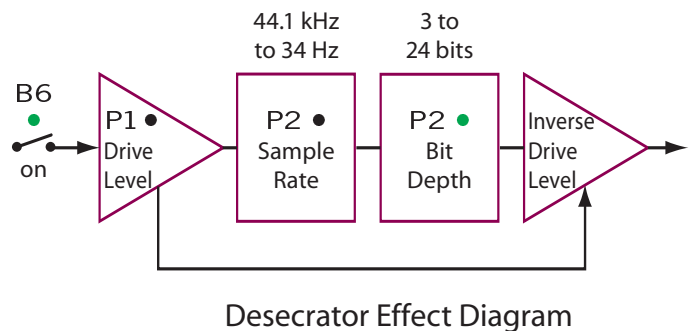 44.1 kHz
to 34 Hz
3 to
24 bits
B6
on
P1
Drive
Level
P2
Sample
Rate
P2
Bit
Depth
Inverse
Drive
Level
Desecrator Effect Diagram